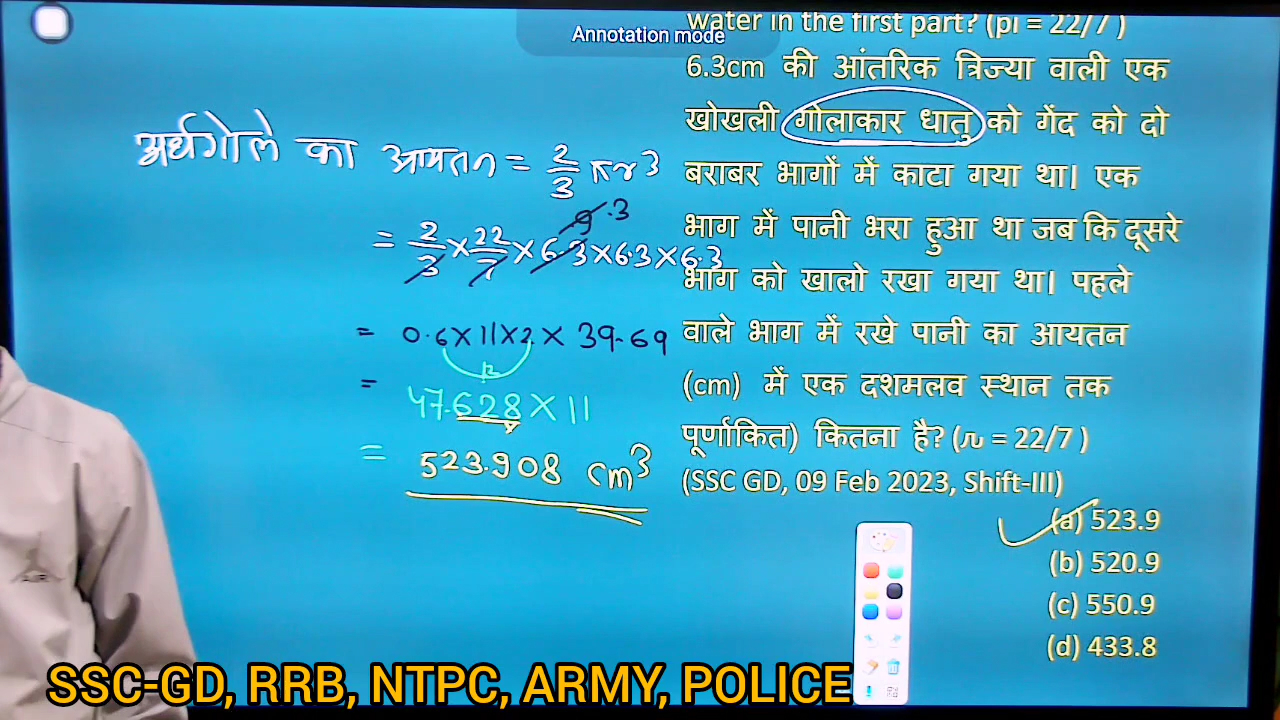 Annotation mode
water in the first part? (pi = 22/7 )
6.3cm की आंतरिक त्रिज्या वाली एक
खोखली गोलाकार धातु को गेंद को दो
बराबर भागों में काटा गया था। एक
भाग में पानी भरा हुआ था जब कि दूसरे
भाग को खालो रखा गया था। पहले
वाले भाग में रखे पानी का आयतन
(cm) में एक दशमलव स्थान तक
पूर्णाकित) कितना है? (π = 22/7 )
(SSC GD, 09 Feb 2023, Shift-III)
(a) 523.9
(b) 520.9
(c) 550.9
(d) 433.8
अर्धगोले का आयतन = 2/3 πr3
= 2/3 × 22/7 × 6.3 × 6.3 × 6.3
.9 .3
= 0.6 × 11 × 2 × 39.69
12
= 47.628 × 11
= 523.908 cm3
SSC-GD, RRB, NTPC, ARMY, POLICE